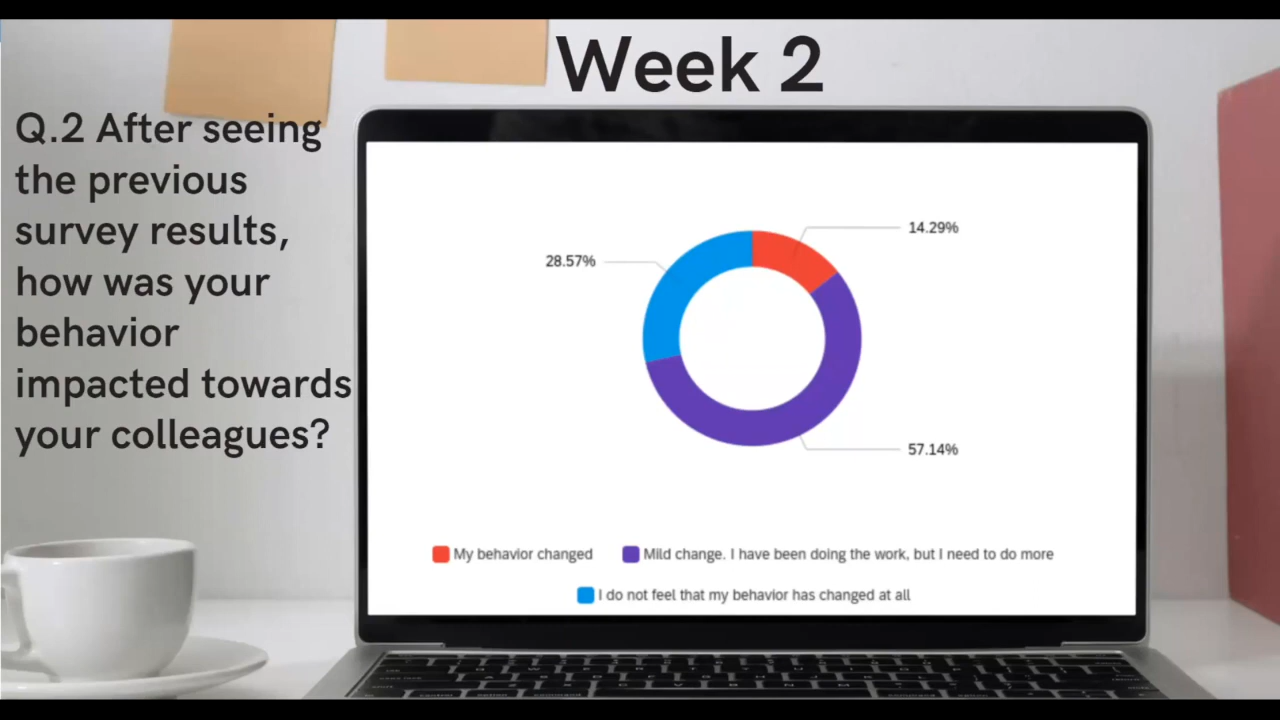 Week 2
Q.2 After seeing
the previous
survey results,
how was your
behavior
impacted towards
your colleagues?
14.29%
28.57%
57.14%
My behavior changed
Mild change. I have been doing the work, but I need to do more
I do not feel that my behavior has changed at all